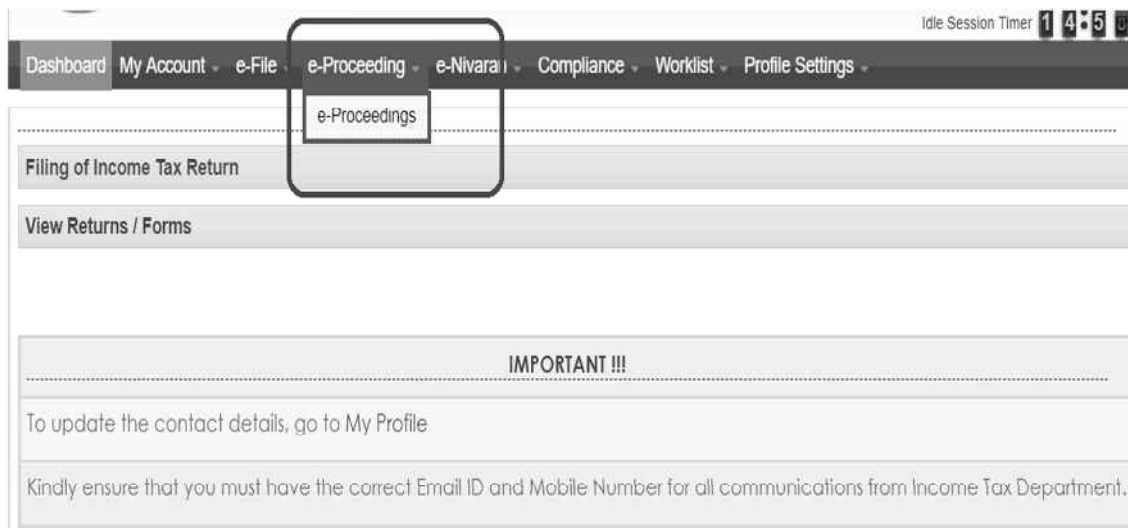 Idle Session Timer 1 4:5
Dashboard My Account e-File e-Proceeding e-Nivaran Compliance Worklist Profile Settings
e-Proceedings
Filing of Income Tax Return
View Returns / Forms
IMPORTANT !!!
To update the contact details, go to My Profile
Kindly ensure that you must have the correct Email ID and Mobile Number for all communications from Income Tax Department.